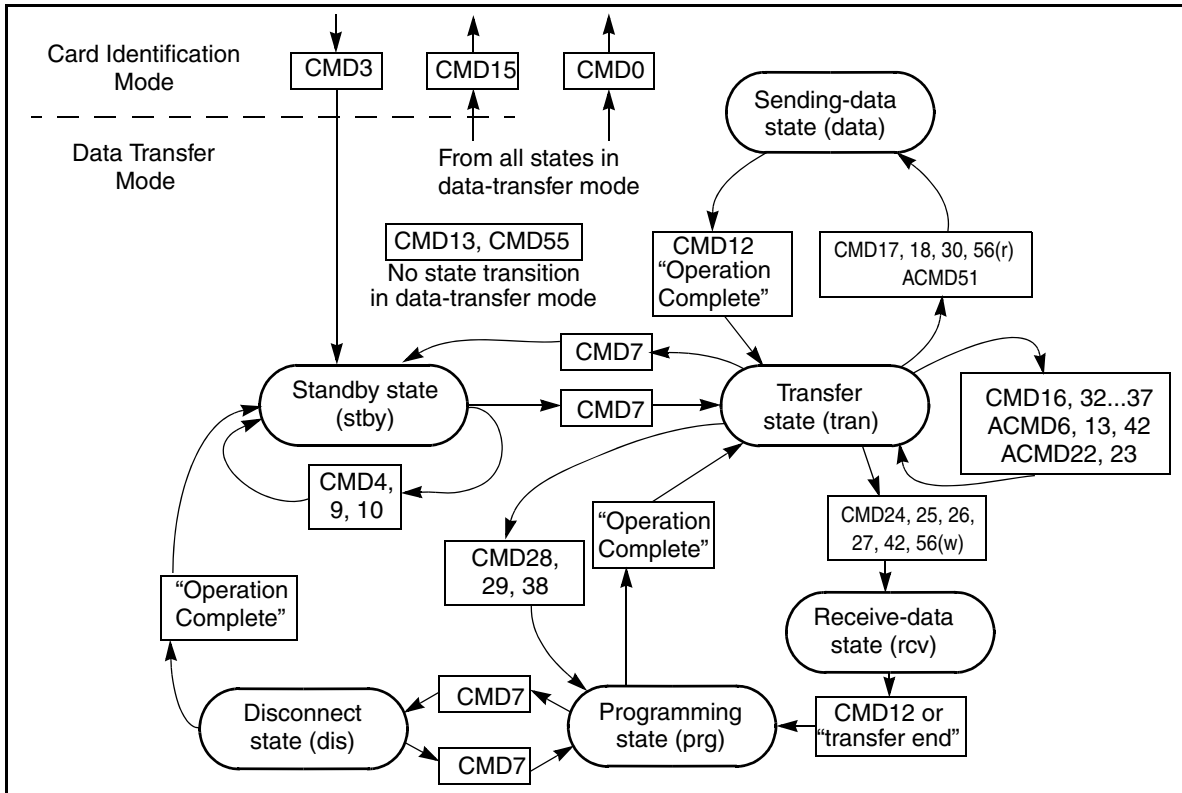 Card Identification
Mode
CMD3
CMD15
CMD0
Data Transfer
Mode
From all states in
data-transfer mode
Sending-data
state (data)
CMD13, CMD55
No state transition
in data-transfer mode
CMD12
“Operation
Complete”
CMD17, 18, 30, 56(r)
ACMD51
CMD7
Standby state
(stby)
CMD7
Transfer
state (tran)
CMD16, 32...37
ACMD6, 13, 42
ACMD22, 23
CMD4,
9, 10
“Operation
Complete”
CMD24, 25, 26,
27, 42, 56(w)
CMD28,
29, 38
“Operation
Complete”
Receive-data
state (rcv)
CMD7
Disconnect
state (dis)
Programming
state (prg)
CMD12 or
“transfer end”
CMD7